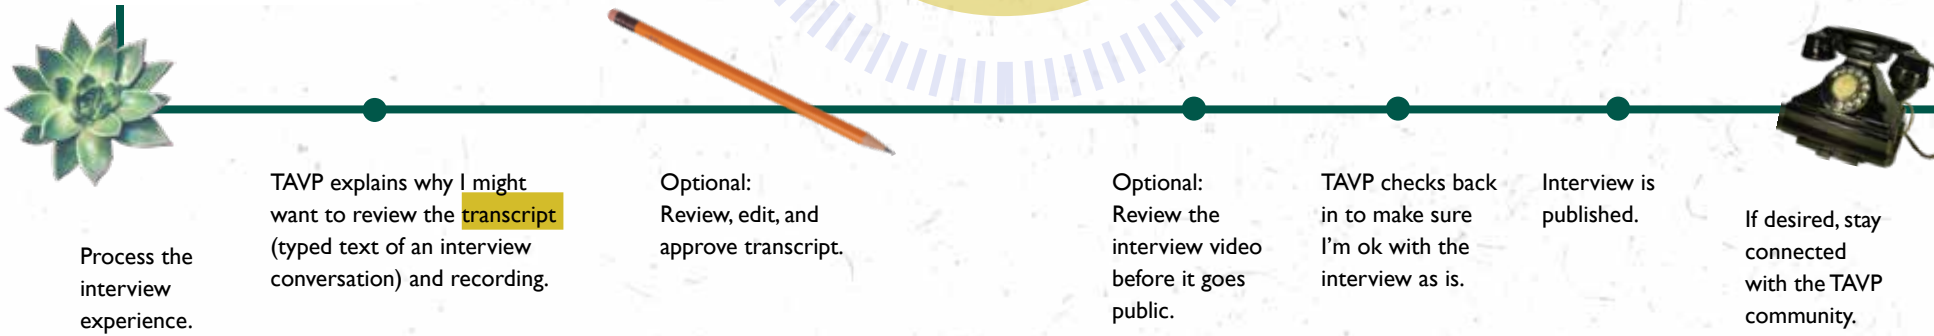 Process the
interview
experience.
TAVP explains why I might
want to review the transcript
(typed text of an interview
conversation) and recording.
Optional:
Review, edit, and
approve transcript.
Optional:
Review the
interview video
before it goes
public.
TAVP checks back
in to make sure
I'm ok with the
interview as is.
Interview is
published.
If desired, stay
connected
with the TAVP
community.